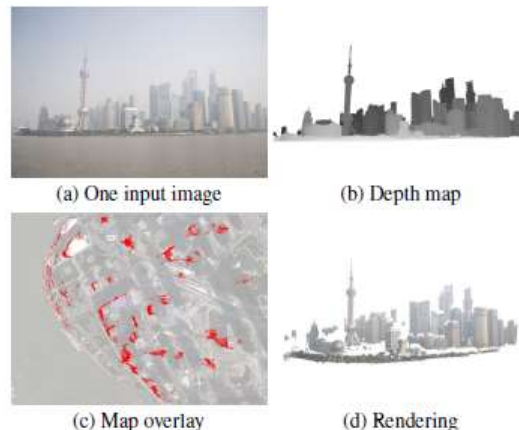 (a) One input image
(b) Depth map
(c) Map overlay
(d) Rendering